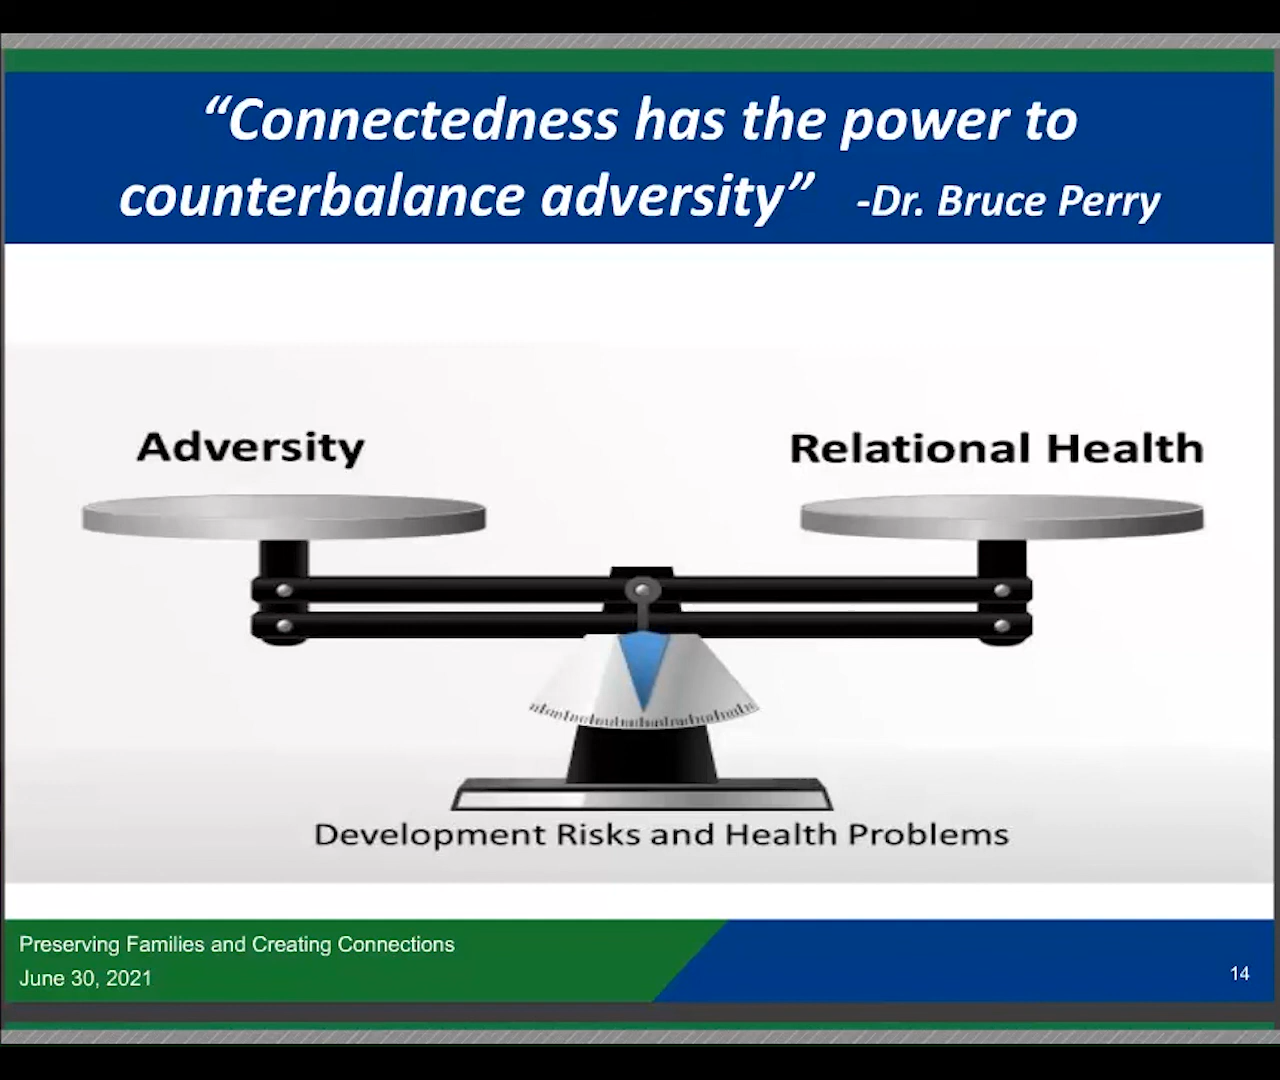 “Connectedness has the power to
counterbalance adversity” -Dr. Bruce Perry
Adversity
Relational Health
Development Risks and Health Problems
Preserving Families and Creating Connections
June 30, 2021
14